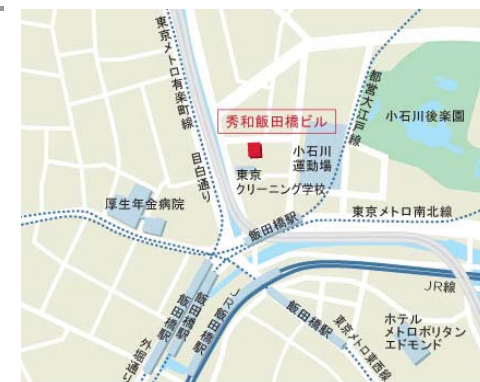 東京メトロ有楽町線
目白通り
秀和飯田橋ビル
都営大江戸線
小石川後楽園
小石川
運動場
東京
クリーニング学校
厚生年金病院
飯田橋駅
東京メトロ南北線
JR線
飯田橋駅
飯田橋駅
JR飯田橋駅
飯田橋駅
東京メトロ東西線
外堀通り
ホテル
メトロポリタン
エドモンド